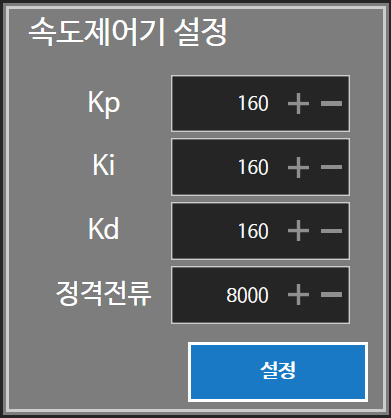 속도제어기 설정
Kp 160 + −
Ki 160 + −
Kd 160 + −
정격전류 8000 + −
설정